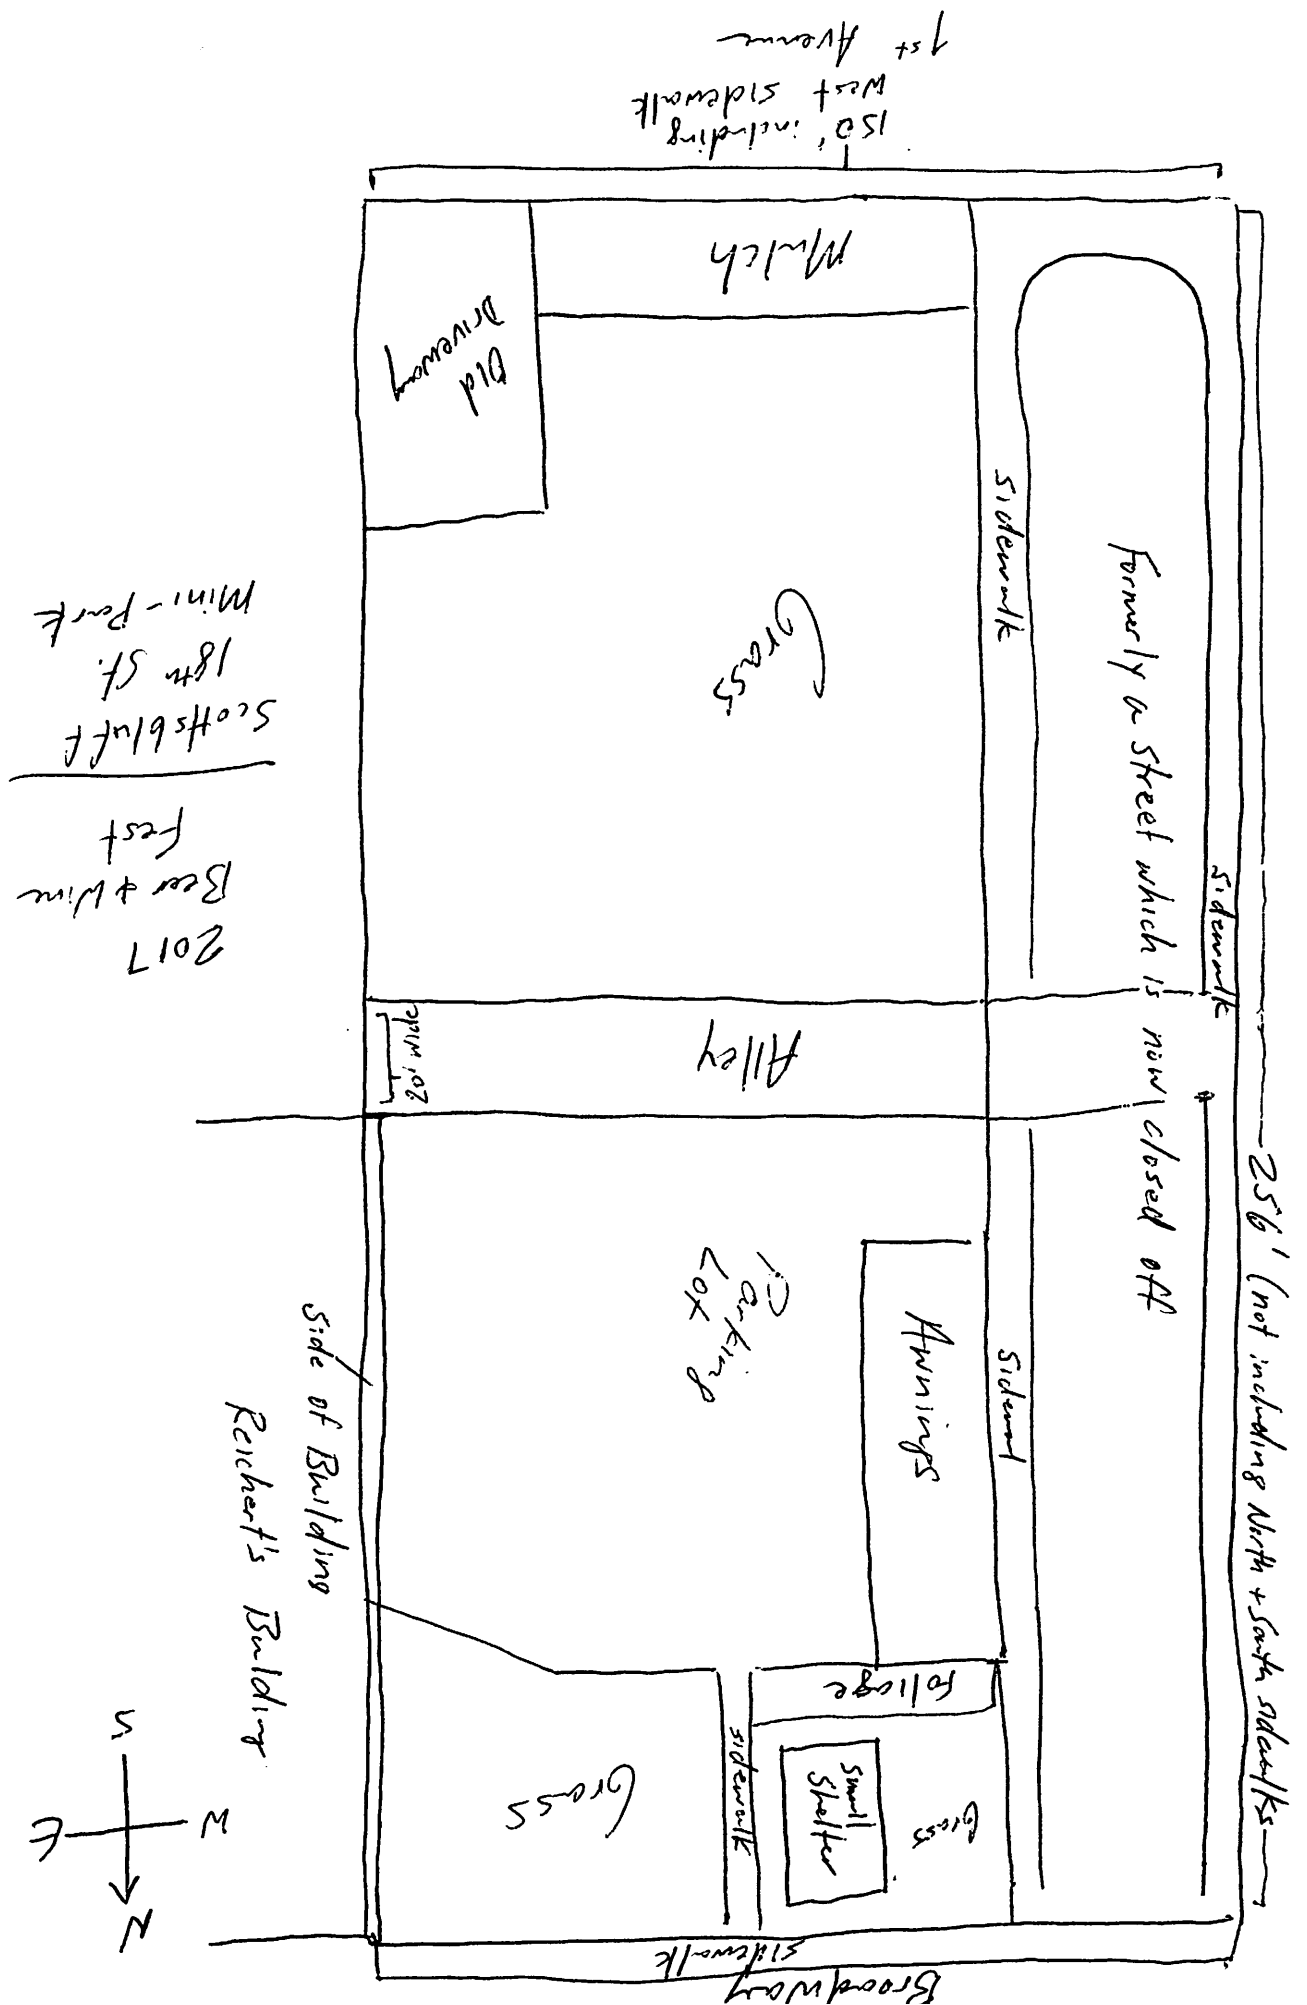 2017
Beer & Wine
Fest
Scottsbluff
18th St.
Mini-Park
150' including
West sidewalk
1st Avenue
Mulch
Old
Driveway
Grass
sidewalk
Formerly a street which is now closed off
sidewalk
256' (not including North + South sidewalks)
Alley
20' wide
Parking
Lot
Awnings
sidewal
Side of Building
Reichert's Building
Foliage
Grass
sidewalk
Small
Shelter
Grass
sidewalk
Broadway
N
W
E
S